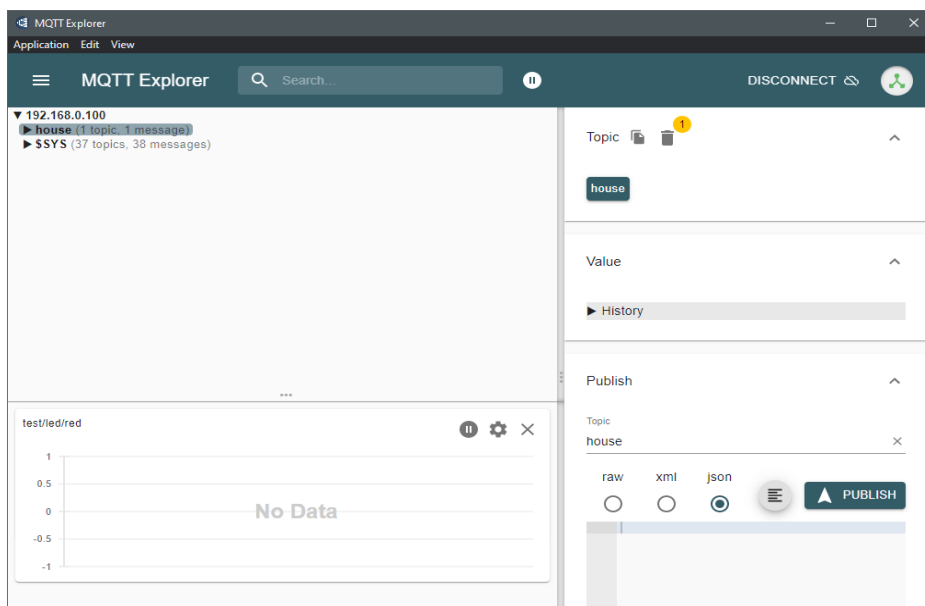 MQTT Explorer
Application Edit View
MQTT Explorer
Search...
DISCONNECT
▼ 192.168.0.100
▶ house (1 topic, 1 message)
▶ $SYS (37 topics, 38 messages)
Topic
1
house
Value
▶ History
Publish
Topic
house
raw xml json
PUBLISH
test/led/red
1
0.5
0
-0.5
-1
No Data